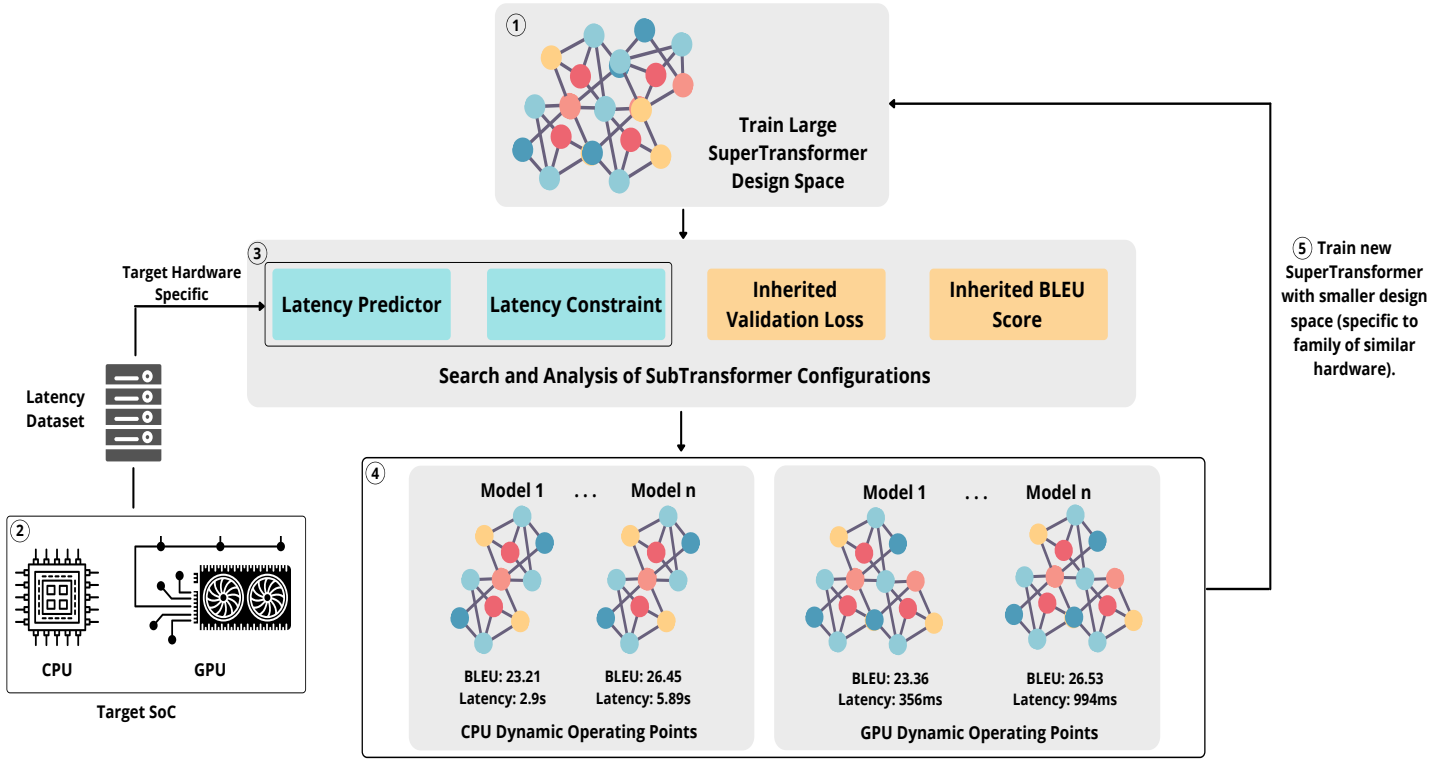 1
Train Large
SuperTransformer
Design Space
3
Target Hardware
Specific
Latency Predictor
Latency Constraint
Inherited
Validation Loss
Inherited BLEU
Score
Search and Analysis of SubTransformer Configurations
5 Train new
SuperTransformer
with smaller design
space (specific to
family of similar
hardware).
Latency
Dataset
2
CPU
GPU
Target SoC
4
Model 1 ... Model n
BLEU: 23.21
Latency: 2.9s
BLEU: 26.45
Latency: 5.89s
CPU Dynamic Operating Points
Model 1 ... Model n
BLEU: 23.36
Latency: 356ms
BLEU: 26.53
Latency: 994ms
GPU Dynamic Operating Points